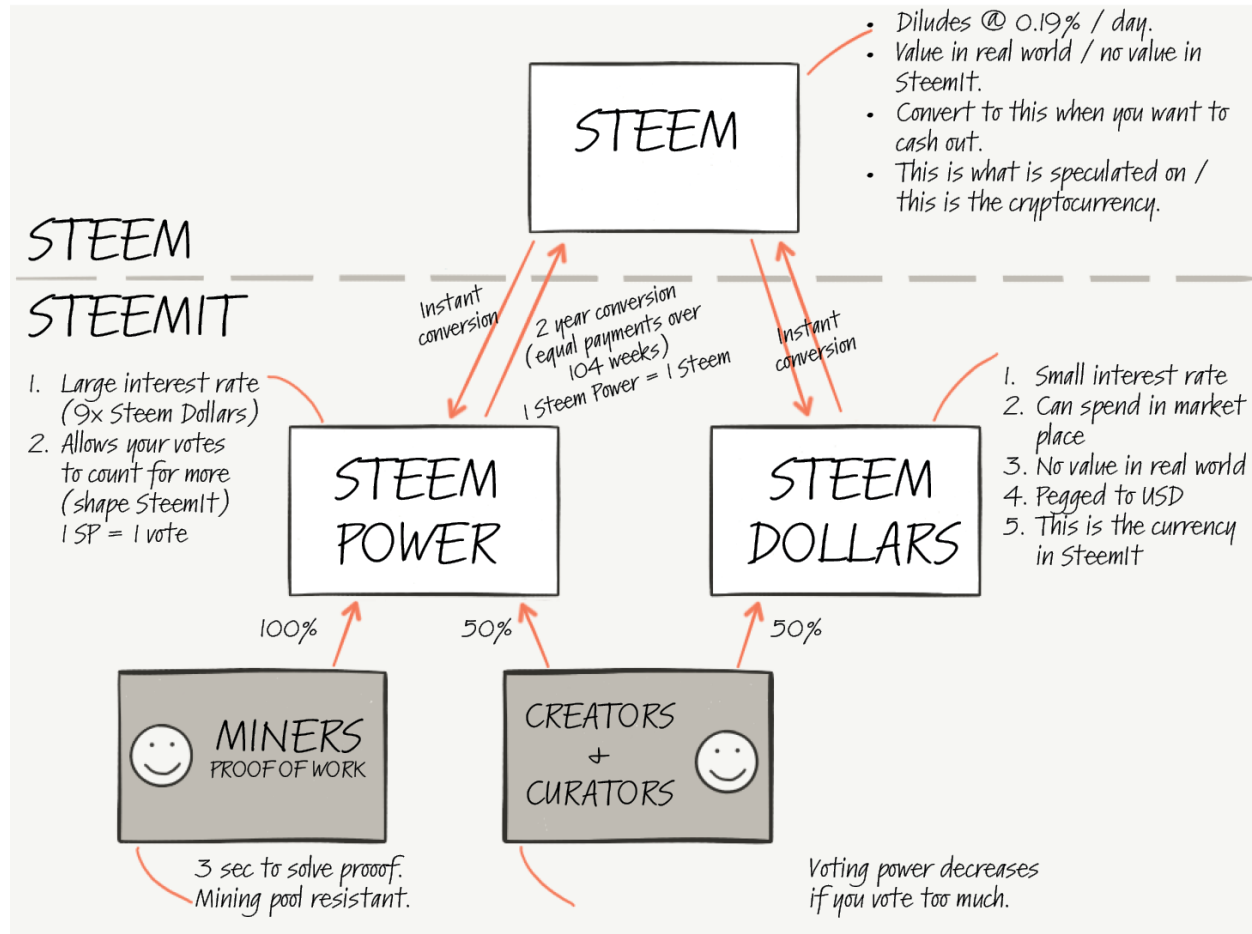 • Diludes @ 0.19% / day.
• Value in real world / no value in
SteemIt.
• Convert to this when you want to
cash out.
• This is what is speculated on /
this is the cryptocurrency.
STEEM
STEEM
STEEMIT
Instant
conversion
2 year conversion
(equal payments over
104 weeks)
1 Steem Power = 1 Steem
Instant
conversion
1. Large interest rate
(9x Steem Dollars)
2. Allows your votes
to count for more
(shape SteemIt)
1 SP = 1 vote
STEEM
POWER
STEEM
DOLLARS
1. Small interest rate
2. Can spend in market
place
3. No value in real world
4. Pegged to USD
5. This is the currency
in SteemIt
100%
50%
50%
MINERS
PROOF OF WORK
CREATORS
+
CURATORS
3 sec to solve prooof.
Mining pool resistant.
Voting power decreases
if you vote too much.